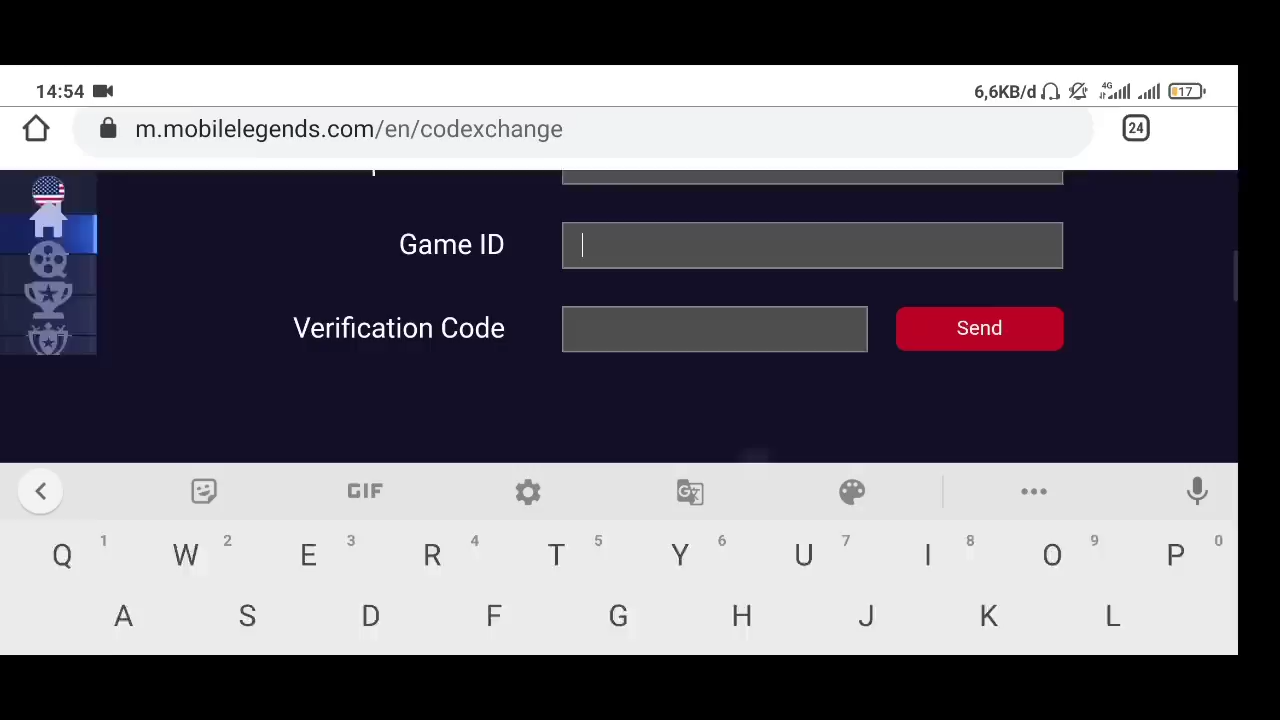 14:54
6,6KB/d 4G 17
m.mobilelegends.com/en/codexchange
24
Game ID
Verification Code
Send
GIF
Q 1 W 2 E 3 R 4 T 5 Y 6 U 7 I 8 O 9 P 0
A S D F G H J K L